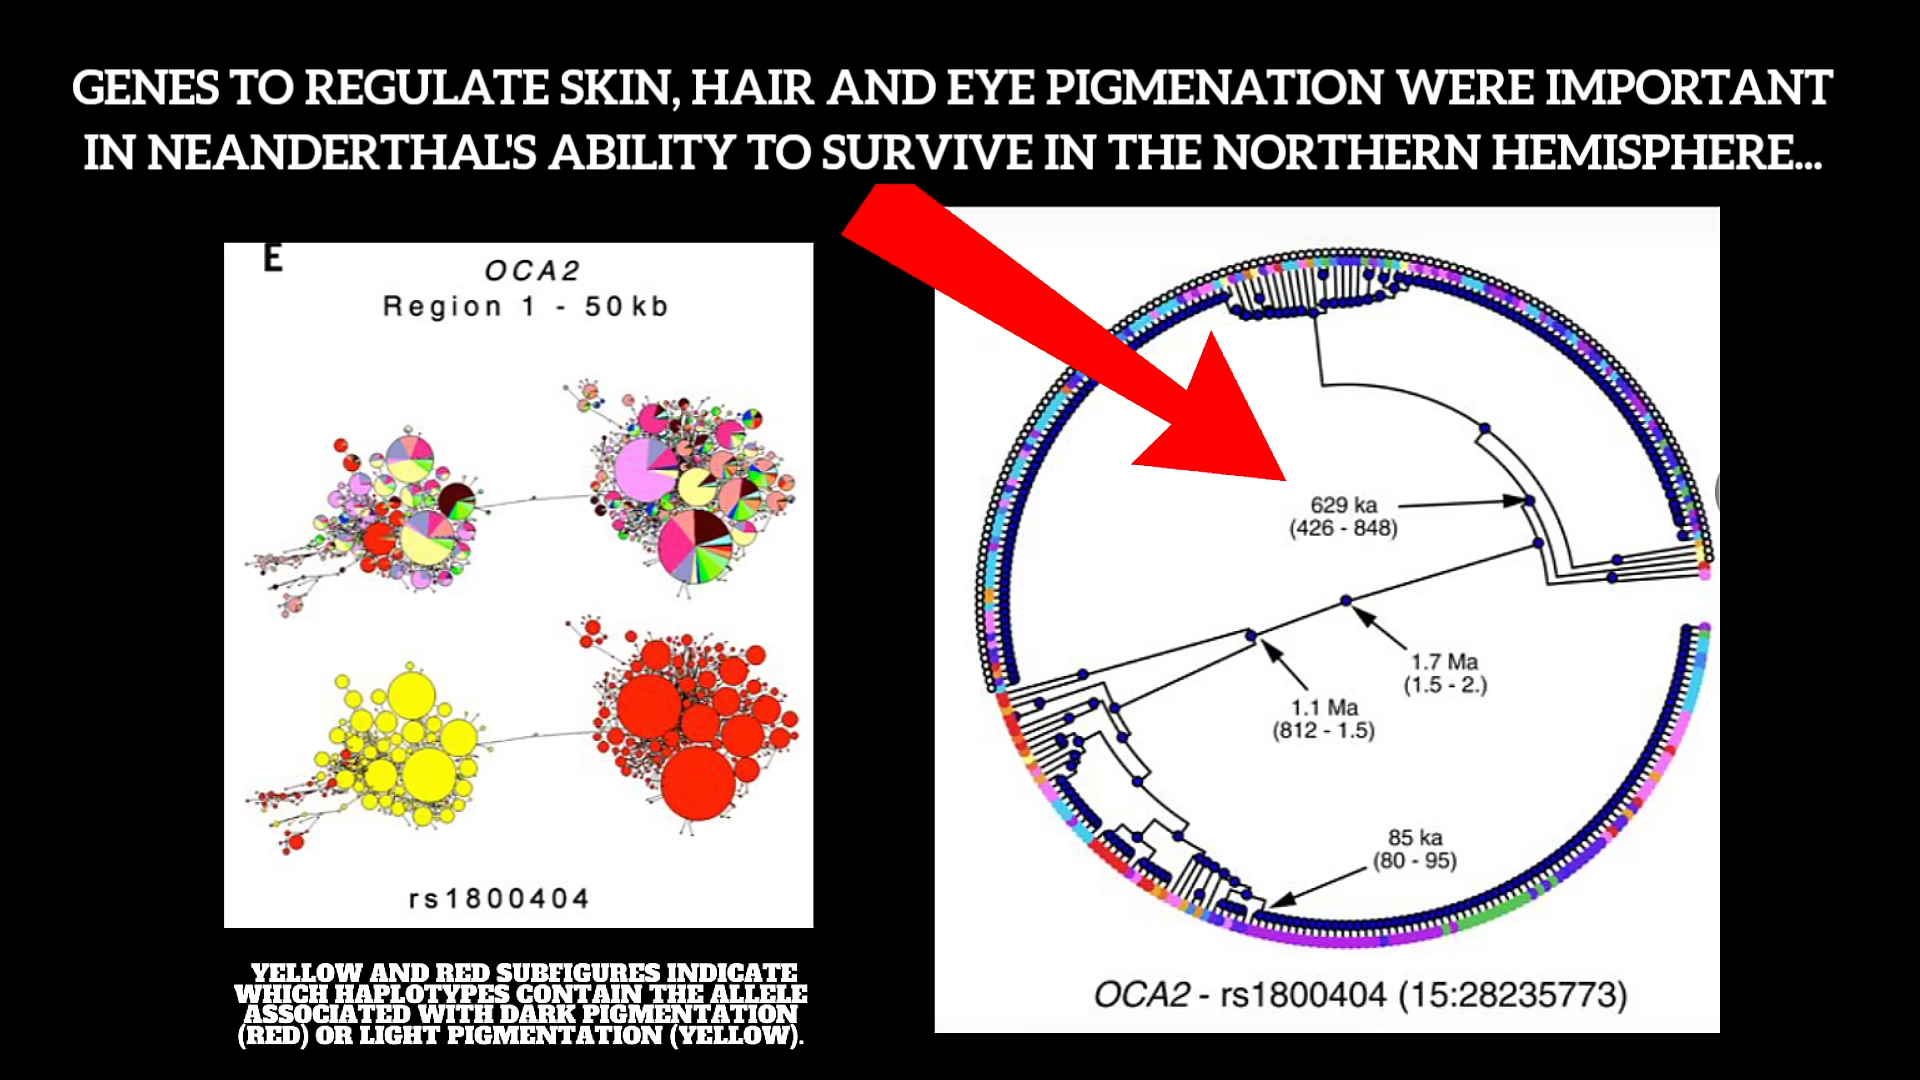 GENES TO REGULATE SKIN, HAIR AND EYE PIGMENATION WERE IMPORTANT
IN NEANDERTHAL'S ABILITY TO SURVIVE IN THE NORTHERN HEMISPHERE...
E
OCA2
Region 1 - 50kb
rs1800404
YELLOW AND RED SUBFIGURES INDICATE
WHICH HAPLOTYPES CONTAIN THE ALLELE
ASSOCIATED WITH DARK PIGMENTATION
(RED) OR LIGHT PIGMENTATION (YELLOW).
629 ka
(426 - 848)
1.7 Ma
(1.5 - 2.)
1.1 Ma
(812 - 1.5)
85 ka
(80 - 95)
OCA2 - rs1800404 (15:28235773)